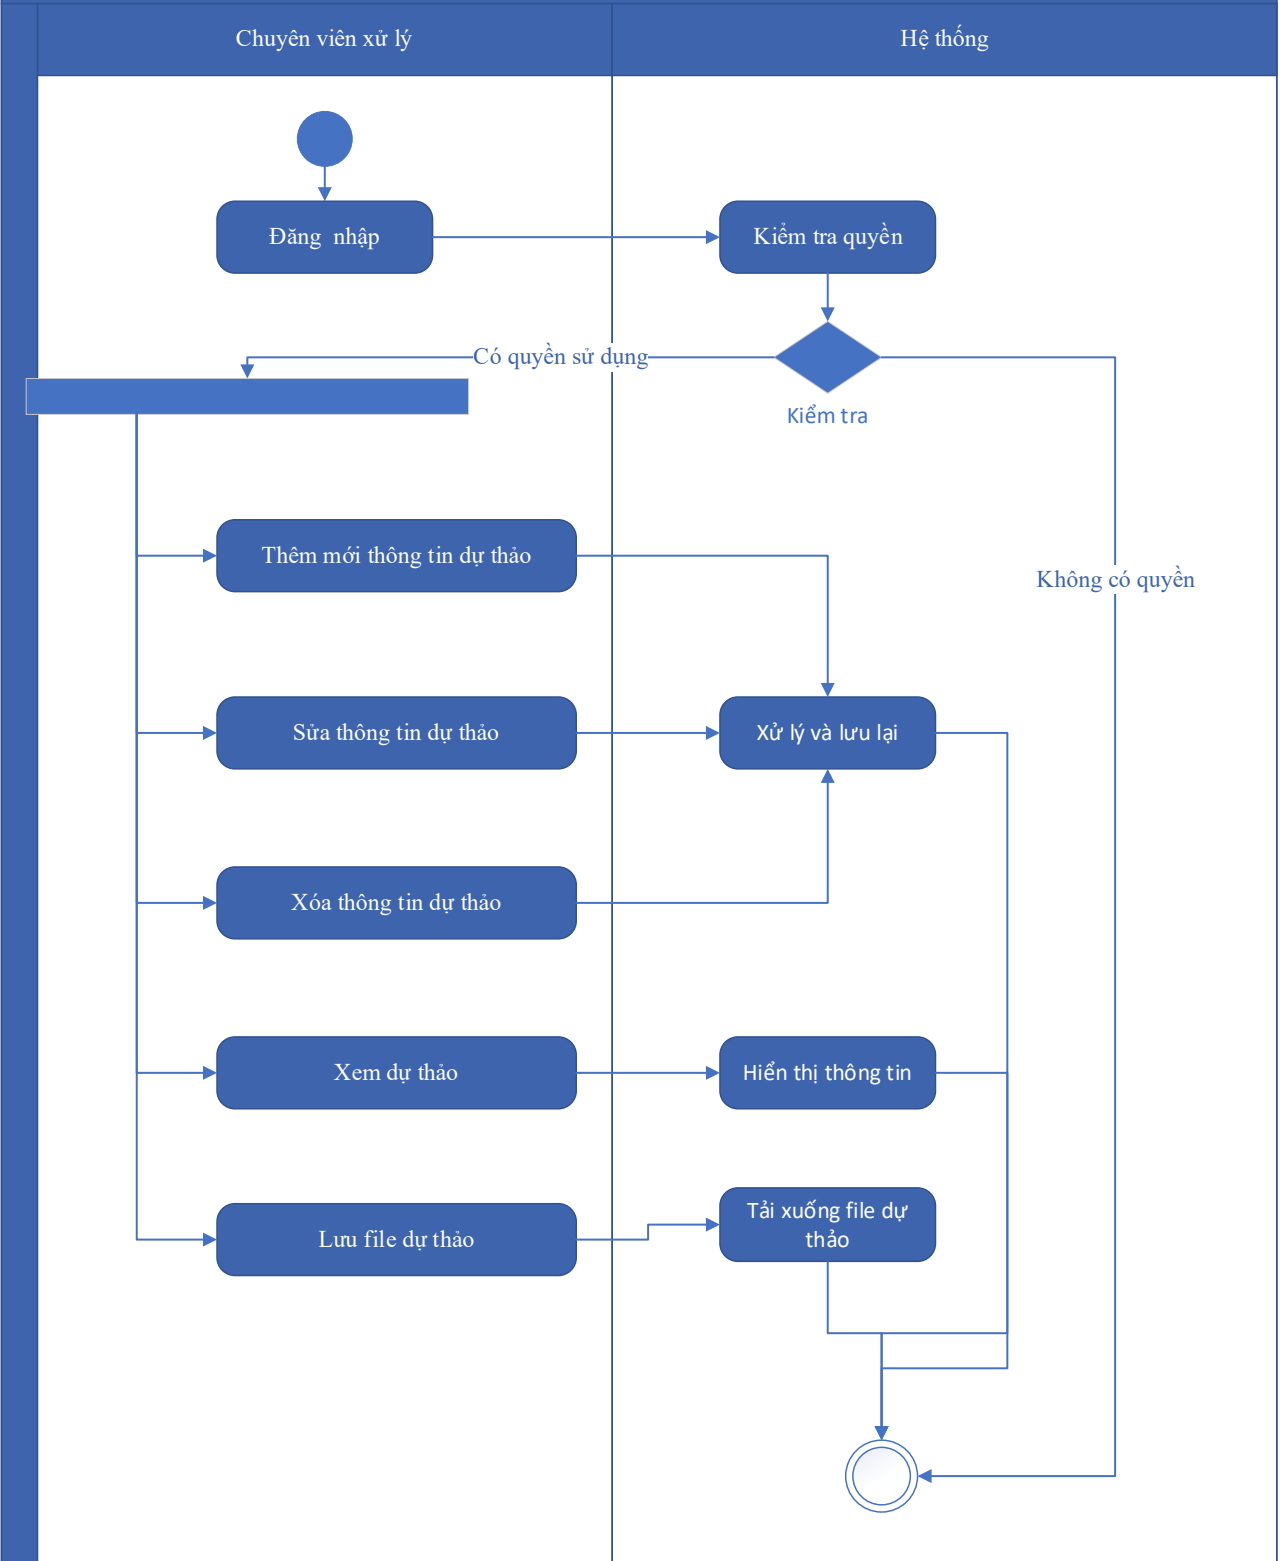 Chuyên viên xử lý
Hệ thống
Đăng nhập
Kiểm tra quyền
Có quyền sử dụng
Kiểm tra
Thêm mới thông tin dự thảo
Không có quyền
Sửa thông tin dự thảo
Xử lý và lưu lại
Xóa thông tin dự thảo
Xem dự thảo
Hiển thị thông tin
Lưu file dự thảo
Tải xuống file dự
thảo